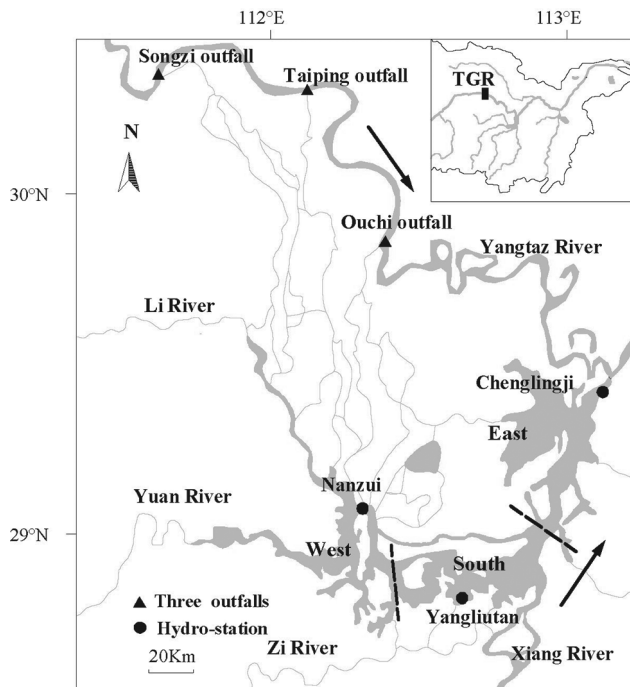 112°E
113°E
Songzi outfall
Taiping outfall
TGR
N
30°N
Ouchi outfall
Yangtaz River
Li River
Chenglingji
East
Nanzui
Yuan River
29°N
West
South
Three outfalls
Hydro-station
Yangliutan
Zi River
Xiang River
20Km